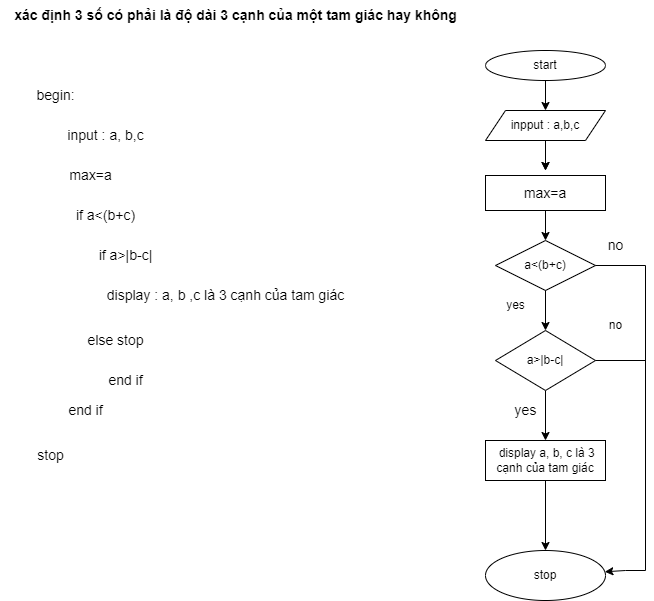 xác định 3 số có phải là độ dài 3 cạnh của một tam giác hay không
begin:
input : a, b,c
max=a
if a<(b+c)
if a>|b-c|
display : a, b ,c là 3 cạnh của tam giác
else stop
end if
end if
stop
start
inpput : a,b,c
max=a
a<(b+c)
no
yes
a>|b-c|
no
yes
display a, b, c là 3
cạnh của tam giác
stop